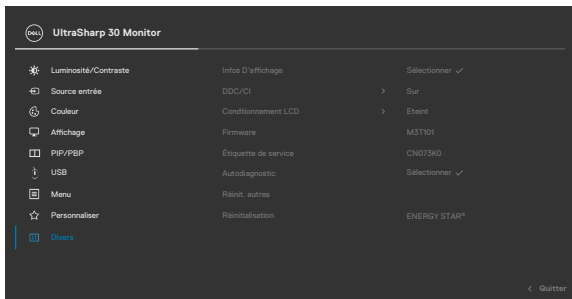 DELL UltraSharp 30 Monitor
Luminosité/Contraste Infos D'affichage Sélectionner ✓
Source entrée DDC/CI > Sur
Couleur Condtionnement LCD > Eteint
Affichage Firmware M3T101
PIP/PBP Étiquette de service CN073K0
USB Autodiagnostic Sélectionner ✓
Menu Réinit. autres
Personnaliser Réinitialisation ENERGY STAR®
Divers
< Quitter